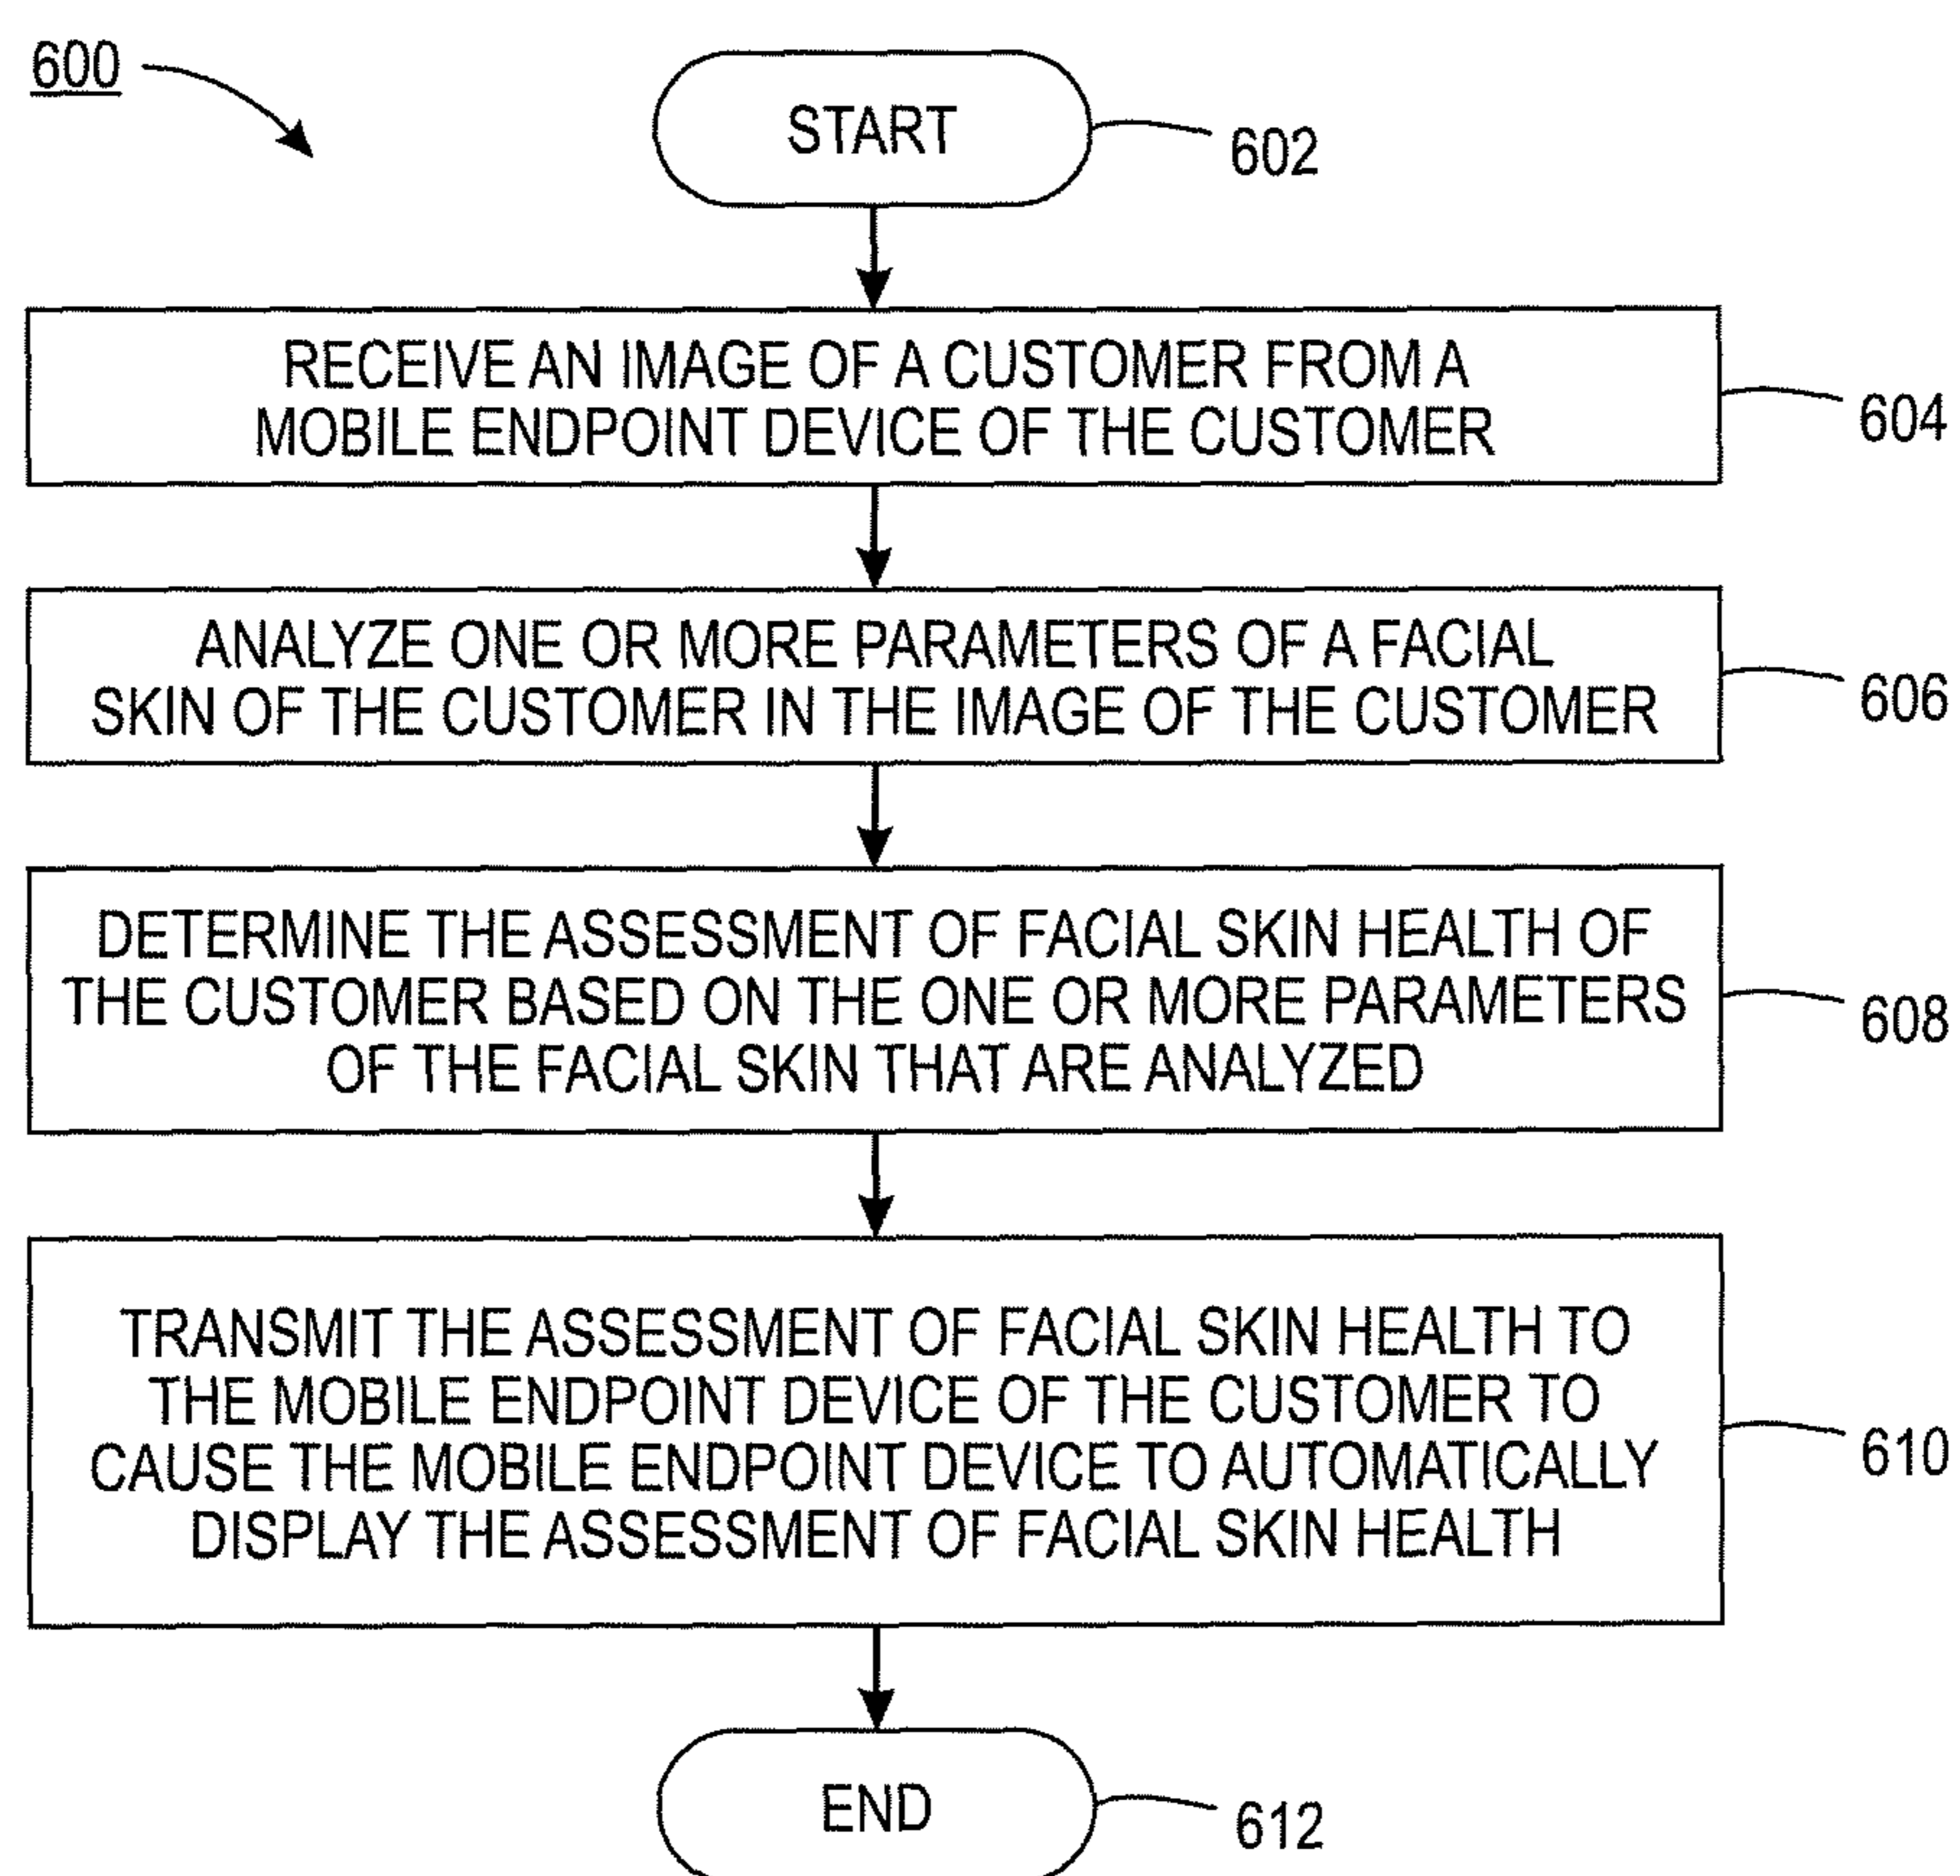 600
START
602
RECEIVE AN IMAGE OF A CUSTOMER FROM A
MOBILE ENDPOINT DEVICE OF THE CUSTOMER
604
ANALYZE ONE OR MORE PARAMETERS OF A FACIAL
SKIN OF THE CUSTOMER IN THE IMAGE OF THE CUSTOMER
606
DETERMINE THE ASSESSMENT OF FACIAL SKIN HEALTH OF
THE CUSTOMER BASED ON THE ONE OR MORE PARAMETERS
OF THE FACIAL SKIN THAT ARE ANALYZED
608
TRANSMIT THE ASSESSMENT OF FACIAL SKIN HEALTH TO
THE MOBILE ENDPOINT DEVICE OF THE CUSTOMER TO
CAUSE THE MOBILE ENDPOINT DEVICE TO AUTOMATICALLY
DISPLAY THE ASSESSMENT OF FACIAL SKIN HEALTH
610
END
612